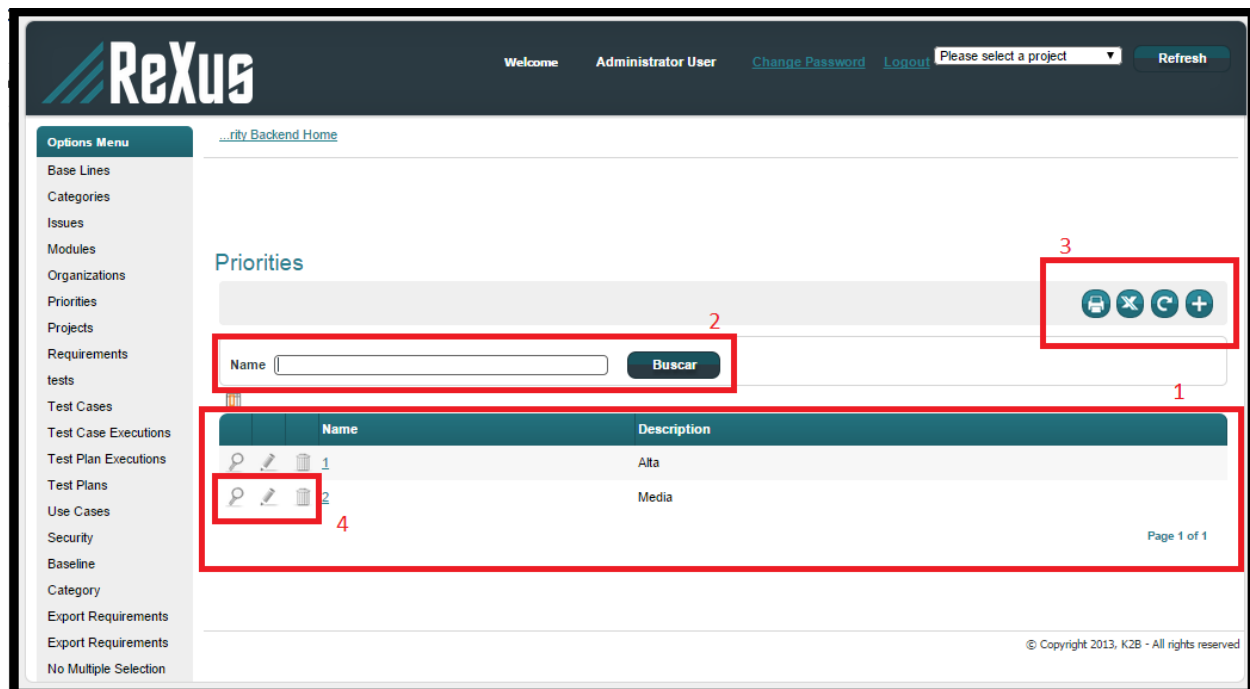 ReXus
Welcome Administrator User Change Password Logout Please select a project Refresh
Options Menu
Base Lines
Categories
Issues
Modules
Organizations
Priorities
Projects
Requirements
tests
Test Cases
Test Case Executions
Test Plan Executions
Test Plans
Use Cases
Security
Baseline
Category
Export Requirements
Export Requirements
No Multiple Selection
...rity Backend Home
Priorities
3
2
Name Buscar
1
Name Description
1 Alta
2 Media
4
Page 1 of 1
© Copyright 2013, K2B - All rights reserved